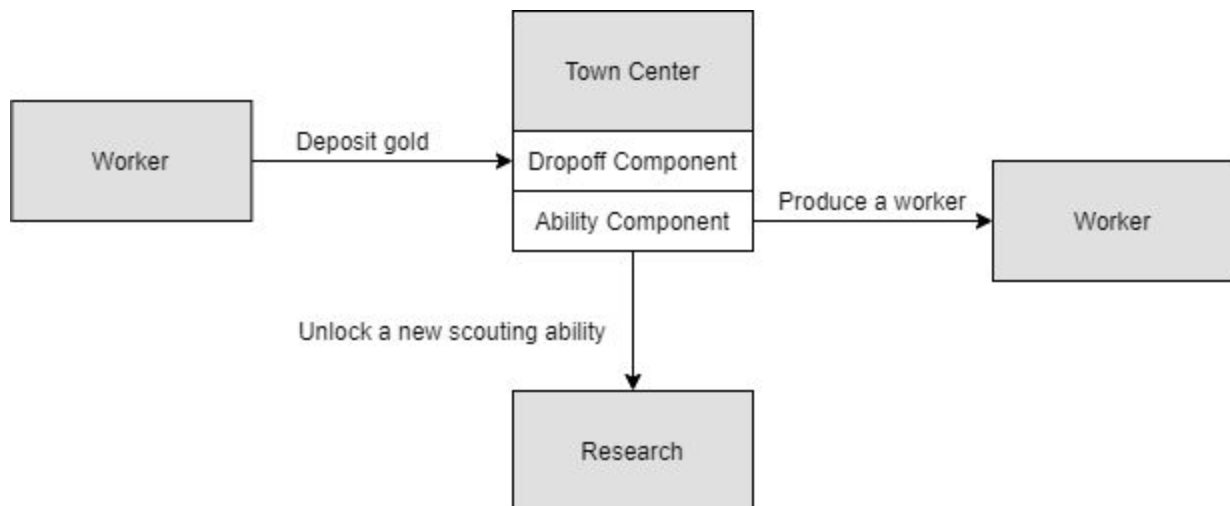 Town Center
Worker
Deposit gold
Dropoff Component
Ability Component
Produce a worker
Worker
Unlock a new scouting ability
Research